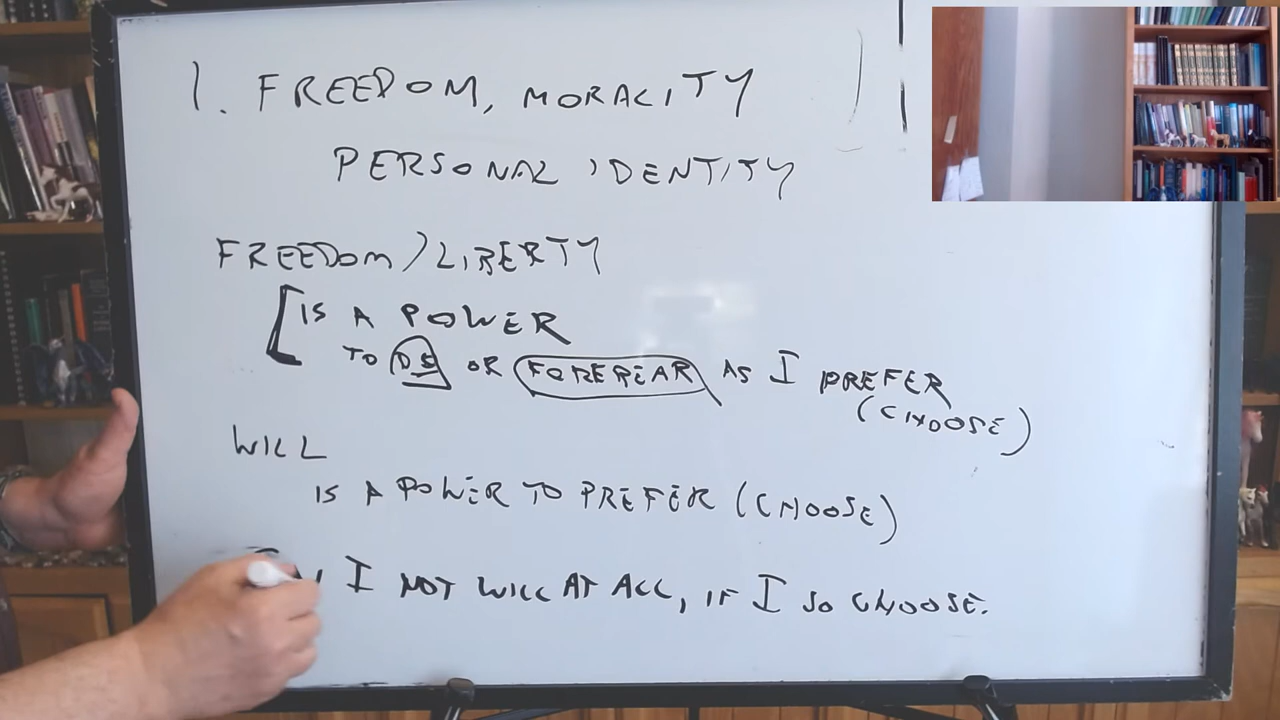 1. FREEDOM, MORALITY
PERSONAL IDENTITY
FREEDOM/LIBERTY
[IS A POWER
TO DO OR FORBEAR AS I PREFER
(CHOOSE)
WILL
IS A POWER TO PREFER (CHOOSE)
I NOT WILL AT ALL, IF I SO CHOOSE.